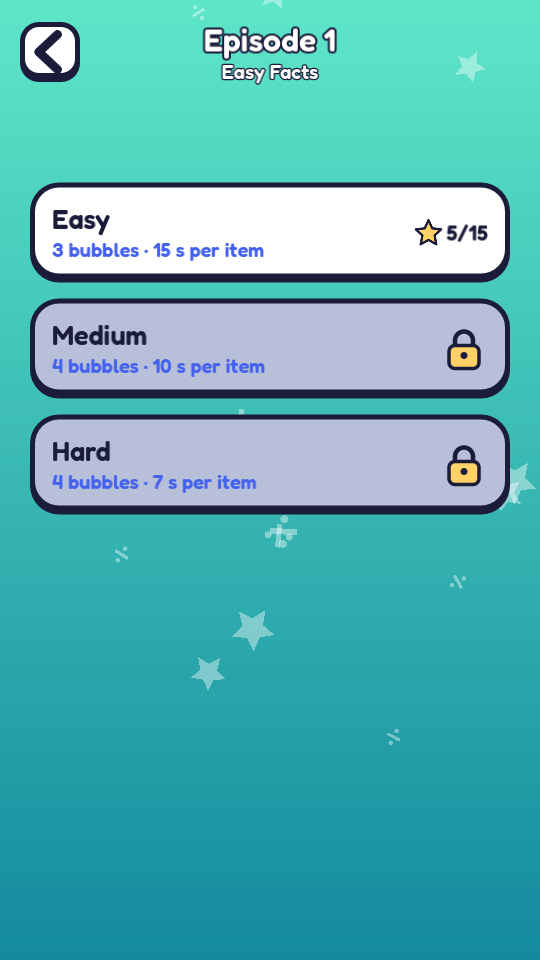 Episode 1
Easy Facts
Easy
3 bubbles · 15 s per item
5/15
Medium
4 bubbles · 10 s per item
Hard
4 bubbles · 7 s per item